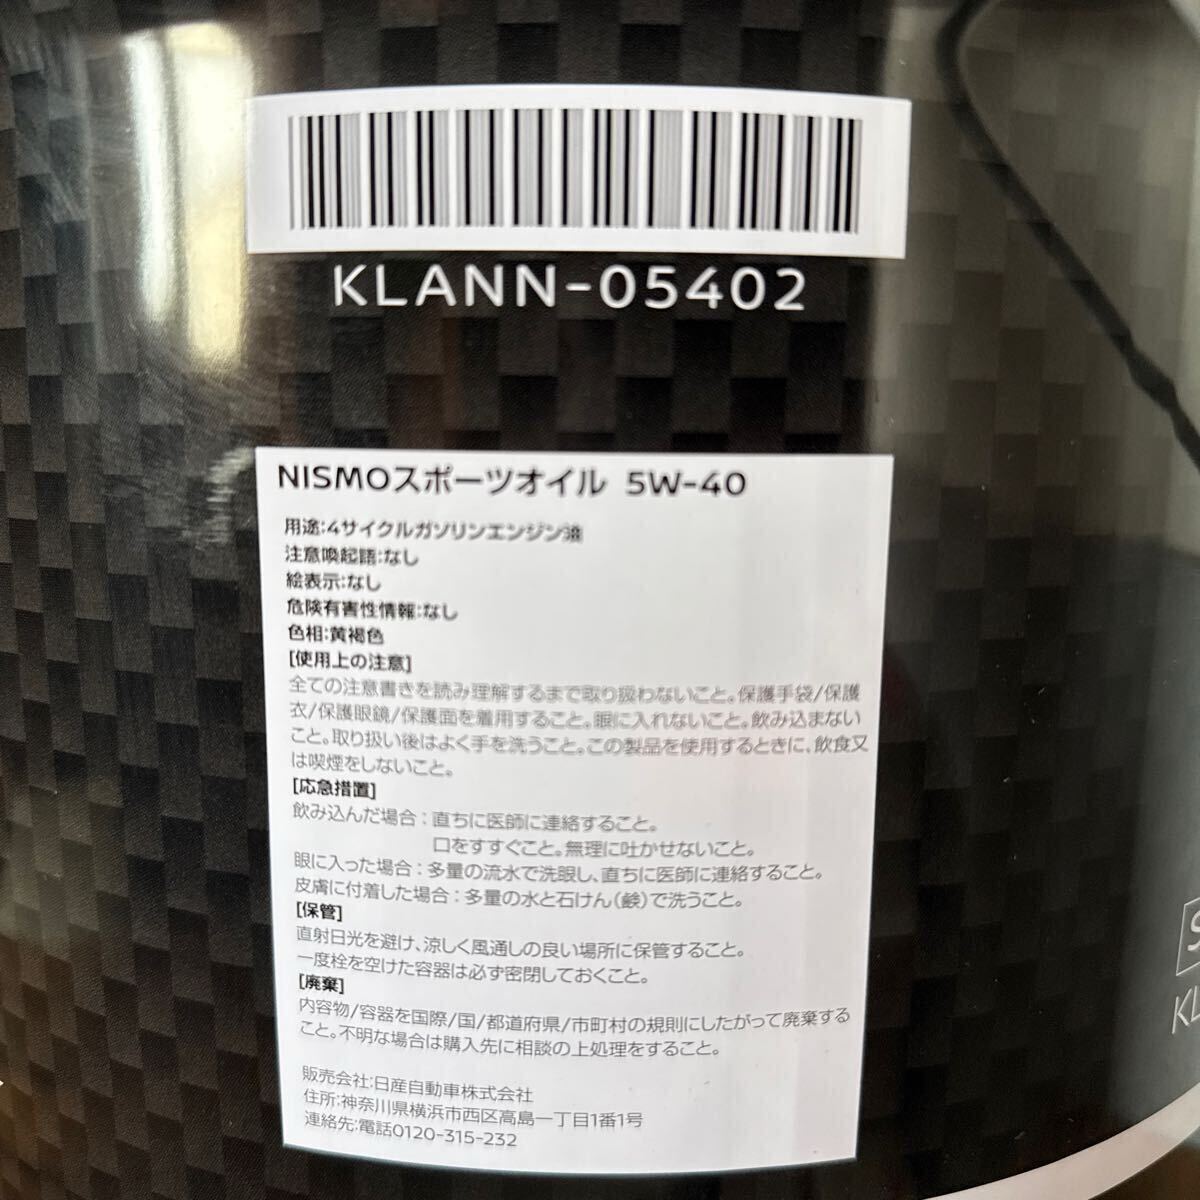 KLANN-05402
NISMOスポーツオイル 5W-40
用途:4サイクルガソリンエンジン油
注意喚起語:なし
絵表示:なし
危険有害性情報:なし
色相:黄褐色
[使用上の注意]
全ての注意書きを読み理解するまで取り扱わないこと。保護手袋/保護
衣/保護眼鏡/保護面を着用すること。眼に入れないこと。飲み込まない
こと。取り扱い後はよく手を洗うこと。この製品を使用するときに、飲食又
は喫煙をしないこと。
[応急措置]
飲み込んだ場合:直ちに医師に連絡すること。
口をすすぐこと。無理に吐かせないこと。
眼に入った場合:多量の流水で洗眼し、直ちに医師に連絡すること。
皮膚に付着した場合:多量の水と石けん(鹸)で洗うこと。
[保管]
直射日光を避け、涼しく風通しの良い場所に保管すること。
一度栓を空けた容器は必ず密閉しておくこと。
[廃棄]
内容物/容器を国際/国/都道府県/市町村の規則にしたがって廃棄する
こと。不明な場合は購入先に相談の上処理をすること。
販売会社:日産自動車株式会社
住所:神奈川県横浜市西区高島一丁目1番1号
連絡先:電話0120-315-232
S
KL